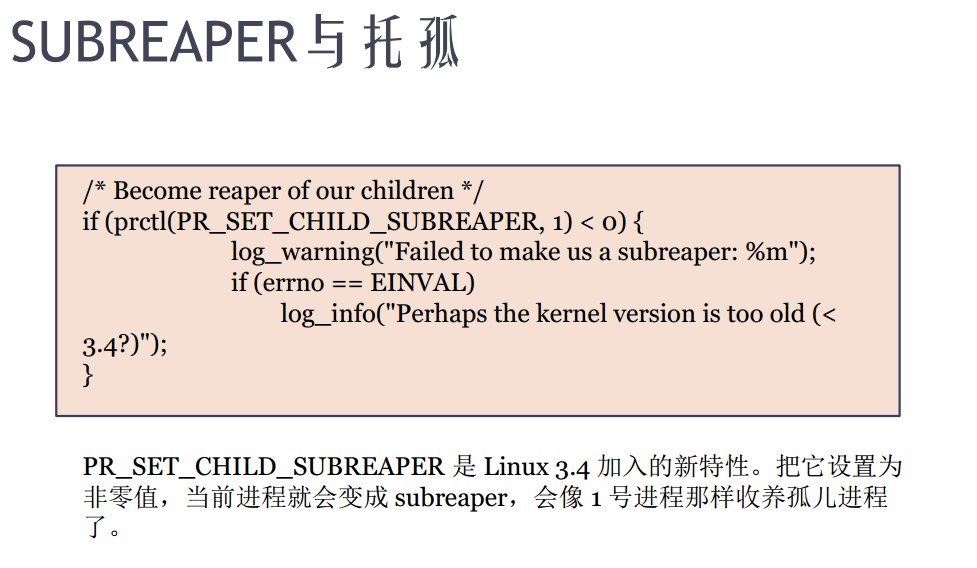 SUBREAPER与托孤
/* Become reaper of our children */
if (prctl(PR_SET_CHILD_SUBREAPER, 1) < 0) {
log_warning("Failed to make us a subreaper: %m");
if (errno == EINVAL)
log_info("Perhaps the kernel version is too old (<
3.4?)");
}
PR_SET_CHILD_SUBREAPER 是 Linux 3.4 加入的新特性。把它设置为
非零值，当前进程就会变成 subreaper，会像 1 号进程那样收养孤儿进程
了。